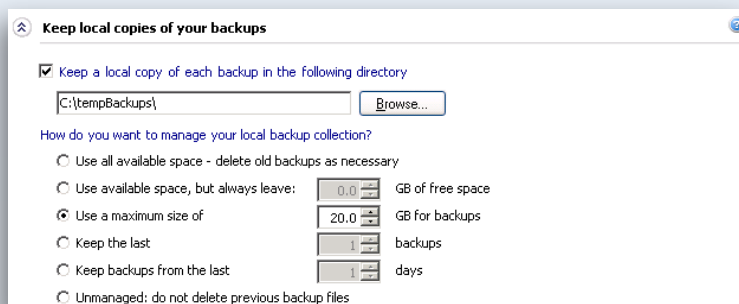 Keep local copies of your backups
Keep a local copy of each backup in the following directory
C:\tempBackups\ Browse...
How do you want to manage your local backup collection?
Use all available space - delete old backups as necessary
Use available space, but always leave: 0.0 GB of free space
Use a maximum size of 20.0 GB for backups
Keep the last 1 backups
Keep backups from the last 1 days
Unmanaged: do not delete previous backup files